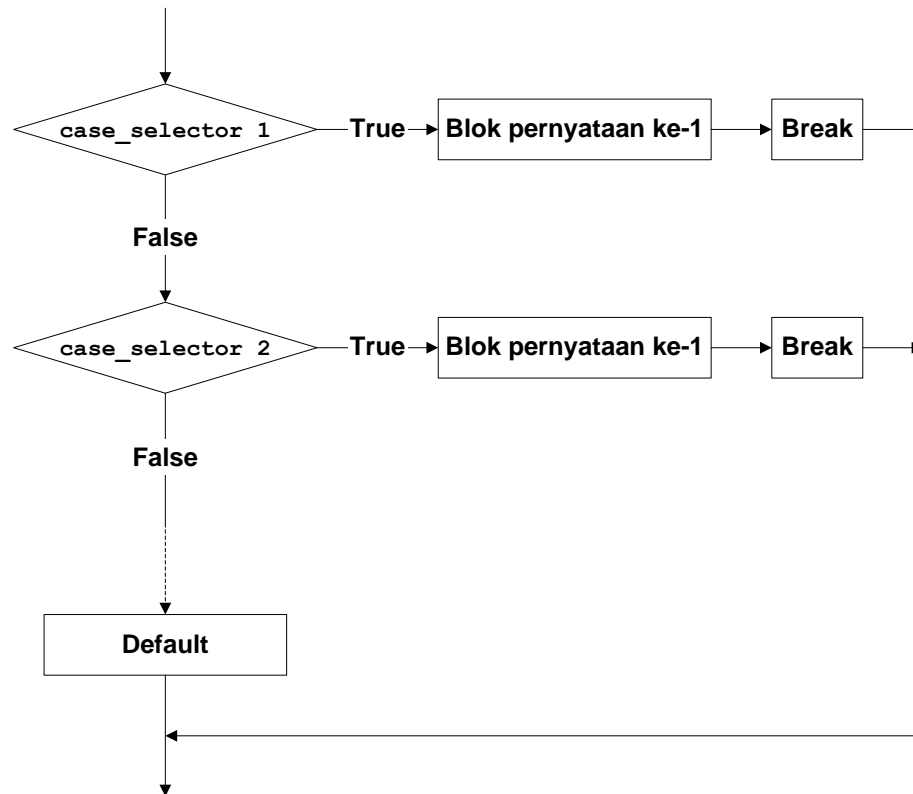 case_selector 1
True
Blok pernyataan ke-1
Break
False
case_selector 2
True
Blok pernyataan ke-1
Break
False
Default